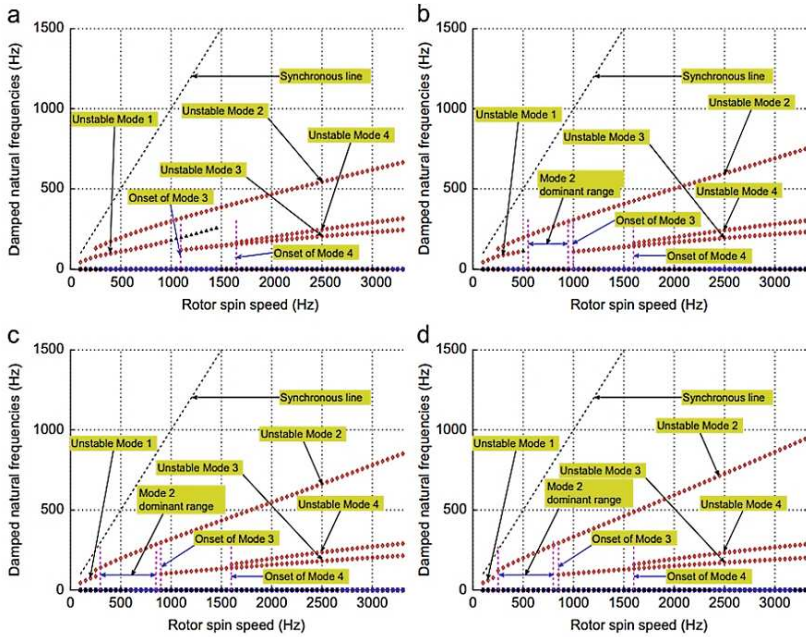 a
1500
1000
500
0
Damped natural frequencies (Hz)
Synchronous line
Unstable Mode 1
Unstable Mode 2
Unstable Mode 4
Unstable Mode 3
Onset of Mode 3
Onset of Mode 4
0 500 1000 1500 2000 2500 3000
Rotor spin speed (Hz)
b
1500
1000
500
0
Damped natural frequencies (Hz)
Synchronous line
Unstable Mode 2
Unstable Mode 1
Unstable Mode 3
Mode 2
dominant range
Unstable Mode 4
Onset of Mode 3
Onset of Mode 4
0 500 1000 1500 2000 2500 3000
Rotor spin speed (Hz)
c
1500
1000
500
0
Damped natural frequencies (Hz)
Synchronous line
Unstable Mode 1
Unstable Mode 2
Unstable Mode 3
Mode 2
dominant range
Unstable Mode 4
Onset of Mode 3
Onset of Mode 4
0 500 1000 1500 2000 2500 3000
Rotor spin speed (Hz)
d
1500
1000
500
0
Damped natural frequencies (Hz)
Synchronous line
Unstable Mode 2
Unstable Mode 1
Unstable Mode 3
Mode 2
dominant range
Unstable Mode 4
Onset of Mode 3
Onset of Mode 4
0 500 1000 1500 2000 2500 3000
Rotor spin speed (Hz)